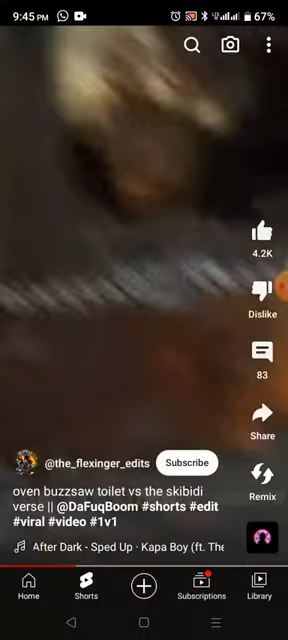 9:45 PM
67%
4.2K
Dislike
83
Share
@the_flexinger_edits
Subscribe
Remix
oven buzzsaw toilet vs the skibidi
verse || @DaFuqBoom #shorts #edit
#viral #video #1v1
After Dark - Sped Up · Kapa Boy (ft. The
Home
Shorts
Subscriptions
Library